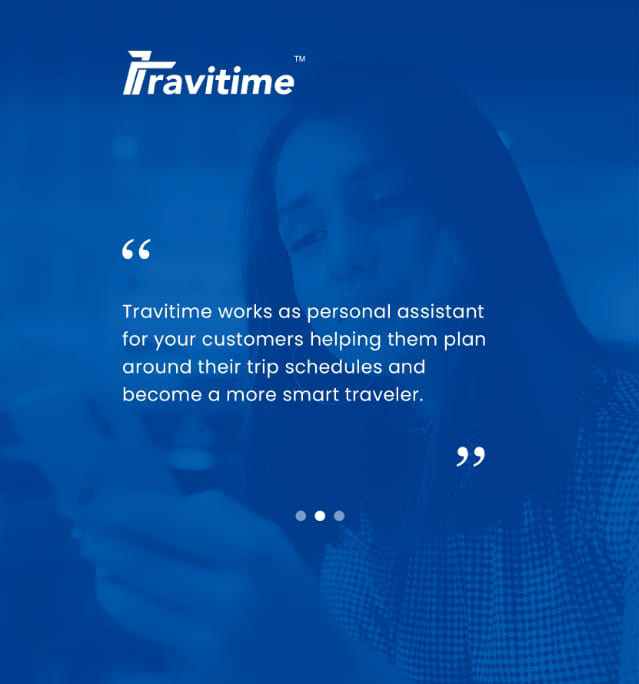 Travitime™
“
Travitime works as personal assistant
for your customers helping them plan
around their trip schedules and
become a more smart traveler.
”